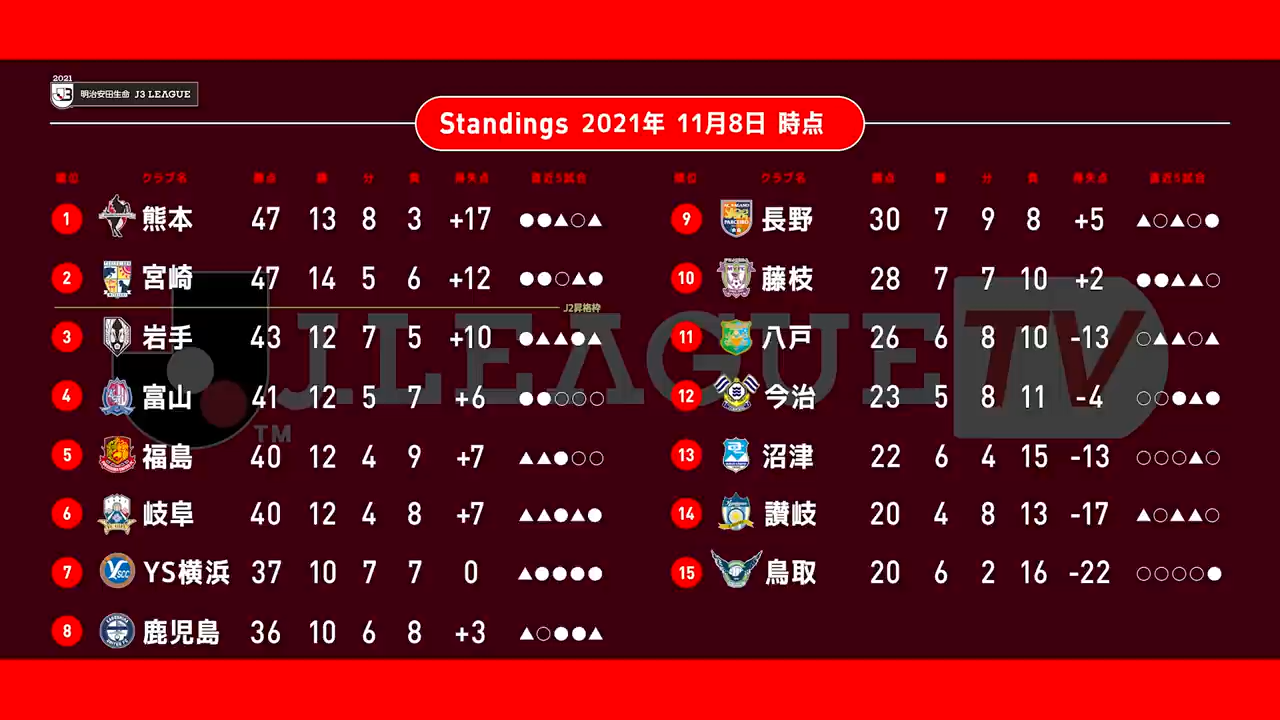 2021
明治安田生命 J3 LEAGUE
Standings 2021年 11月8日 時点
順位 クラブ名 勝点 勝 分 負 得失点 直近5試合
1 熊本 47 13 8 3 +17 ●●▲○▲
2 宮崎 47 14 5 6 +12 ●●○▲●
J2昇格枠
3 岩手 43 12 7 5 +10 ●▲▲●▲
4 富山 41 12 5 7 +6 ●●○○○
5 福島 40 12 4 9 +7 ▲▲●○○
6 岐阜 40 12 4 8 +7 ▲▲●▲●
7 YS横浜 37 10 7 7 0 ▲●●●●
8 鹿児島 36 10 6 8 +3 ▲○●●▲
順位 クラブ名 勝点 勝 分 負 得失点 直近5試合
9 長野 30 7 9 8 +5 ▲○▲○●
10 藤枝 28 7 7 10 +2 ●●▲▲○
11 八戸 26 6 8 10 -13 ○▲▲○▲
12 今治 23 5 8 11 -4 ○○●▲●
13 沼津 22 6 4 15 -13 ○○○▲○
14 讃岐 20 4 8 13 -17 ▲○▲▲○
15 鳥取 20 6 2 16 -22 ○○○○●
J.LEAGUE TV
TM